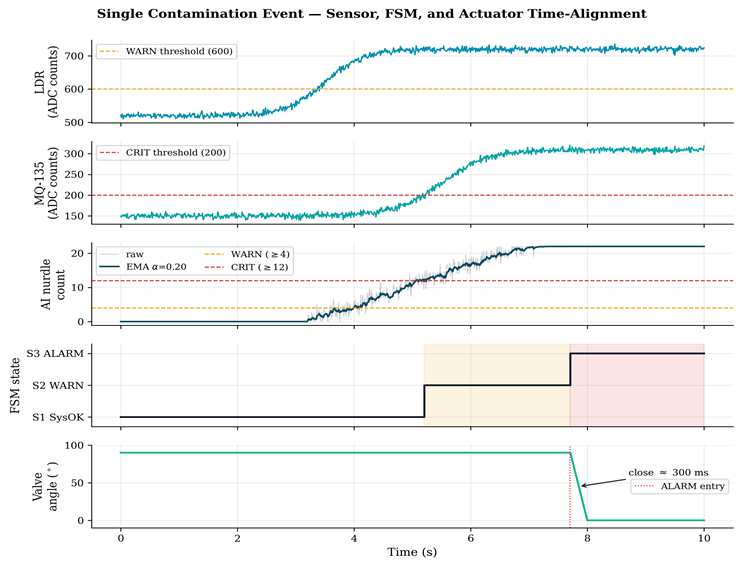 Single Contamination Event — Sensor, FSM, and Actuator Time-Alignment
LDR
(ADC counts)
700
600
500
WARN threshold (600)
MQ-135
(ADC counts)
300
250
200
150
CRIT threshold (200)
AI nurdle
count
20
10
0
raw
EMA α=0.20
WARN (≥4)
CRIT (≥12)
FSM state
S3 ALARM
S2 WARN
S1 SysOK
Valve
angle (°)
100
50
0
close ≈ 300 ms
ALARM entry
0 2 4 6 8 10
Time (s)